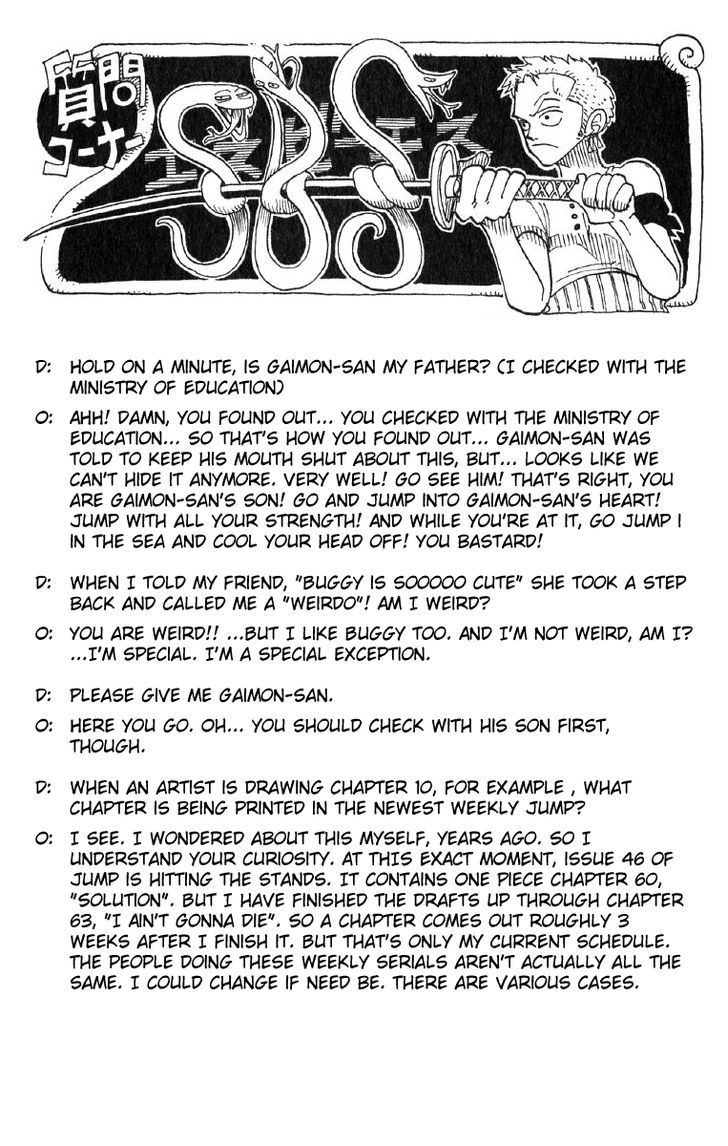 質問
コーナー
SBS
エスビーエス
D: HOLD ON A MINUTE, IS GAIMON-SAN MY FATHER? (I CHECKED WITH THE
MINISTRY OF EDUCATION)
O: AHH! DAMN, YOU FOUND OUT... YOU CHECKED WITH THE MINISTRY OF
EDUCATION... SO THAT'S HOW YOU FOUND OUT... GAIMON-SAN WAS
TOLD TO KEEP HIS MOUTH SHUT ABOUT THIS, BUT... LOOKS LIKE WE
CAN'T HIDE IT ANYMORE. VERY WELL! GO SEE HIM! THAT'S RIGHT, YOU
ARE GAIMON-SAN'S SON! GO AND JUMP INTO GAIMON-SAN'S HEART!
JUMP WITH ALL YOUR STRENGTH! AND WHILE YOU'RE AT IT, GO JUMP I
IN THE SEA AND COOL YOUR HEAD OFF! YOU BASTARD!
D: WHEN I TOLD MY FRIEND, "BUGGY IS SOOOOO CUTE" SHE TOOK A STEP
BACK AND CALLED ME A "WEIRDO"! AM I WEIRD?
O: YOU ARE WEIRD!! ...BUT I LIKE BUGGY TOO. AND I'M NOT WEIRD, AM I?
...I'M SPECIAL. I'M A SPECIAL EXCEPTION.
D: PLEASE GIVE ME GAIMON-SAN.
O: HERE YOU GO. OH... YOU SHOULD CHECK WITH HIS SON FIRST,
THOUGH.
D: WHEN AN ARTIST IS DRAWING CHAPTER 10, FOR EXAMPLE , WHAT
CHAPTER IS BEING PRINTED IN THE NEWEST WEEKLY JUMP?
O: I SEE. I WONDERED ABOUT THIS MYSELF, YEARS AGO. SO I
UNDERSTAND YOUR CURIOSITY. AT THIS EXACT MOMENT, ISSUE 46 OF
JUMP IS HITTING THE STANDS. IT CONTAINS ONE PIECE CHAPTER 60,
"SOLUTION". BUT I HAVE FINISHED THE DRAFTS UP THROUGH CHAPTER
63, "I AIN'T GONNA DIE". SO A CHAPTER COMES OUT ROUGHLY 3
WEEKS AFTER I FINISH IT. BUT THAT'S ONLY MY CURRENT SCHEDULE.
THE PEOPLE DOING THESE WEEKLY SERIALS AREN'T ACTUALLY ALL THE
SAME. I COULD CHANGE IF NEED BE. THERE ARE VARIOUS CASES.